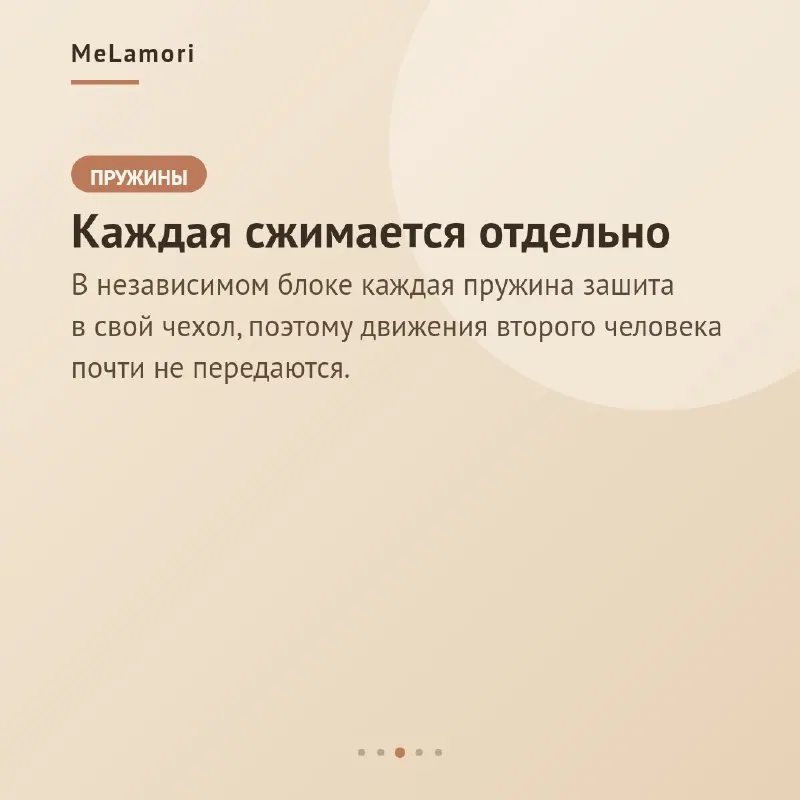 MeLamori
ПРУЖИНЫ
Каждая сжимается отдельно
В независимом блоке каждая пружина зашита
в свой чехол, поэтому движения второго человека
почти не передаются.